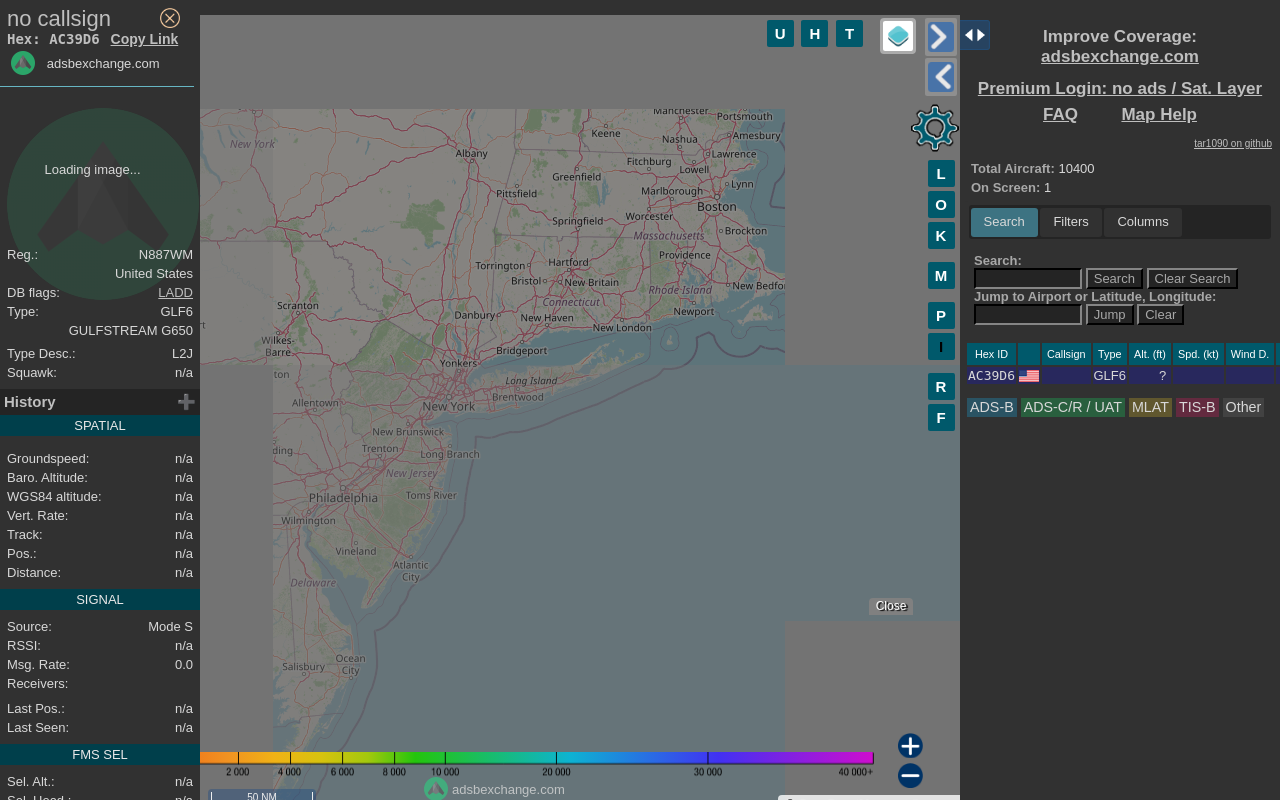 no callsign
Hex: AC39D6 Copy Link
adsbexchange.com
Loading image...
Reg.: N887WM
United States
DB flags: LADD
Type: GLF6
GULFSTREAM G650
Type Desc.: L2J
Squawk: n/a
History
SPATIAL
Groundspeed: n/a
Baro. Altitude: n/a
WGS84 altitude: n/a
Vert. Rate: n/a
Track: n/a
Pos.: n/a
Distance: n/a
SIGNAL
Source: Mode S
RSSI: n/a
Msg. Rate: 0.0
Receivers:
Last Pos.: n/a
Last Seen: n/a
FMS SEL
Sel. Alt.: n/a
Sel. Head.: n/a
U H T
L
O
K
M
P
I
R
F
Manchester
Portsmouth
Keene
Nashua
Amesbury
New York
Albany
Fitchburg
Lawrence
Greenfield
Lowell
Pittsfield
Marlborough
Lynn
Boston
Springfield
Worcester
Massachusetts
Brockton
Providence
Torrington
Hartford
Bristol
New Britain
Rhode Island
New Bedfor
Connecticut
Scranton
Danbury
New Haven
Newport
New London
Wilkes-
Barre
Bridgeport
Yonkers
ton
Long Island
Brentwood
Allentown
New York
New Brunswick
ding
Trenton
Long Branch
New Jersey
Philadelphia
Toms River
Wilmington
Vineland
Atlantic
City
Delaware
Ocean
City
Salisbury
Close
2 000 4 000 6 000 8 000 10 000 20 000 30 000 40 000+
adsbexchange.com
50 NM
Improve Coverage:
adsbexchange.com
Premium Login: no ads / Sat. Layer
FAQ Map Help
tar1090 on github
Total Aircraft: 10400
On Screen: 1
Search Filters Columns
Search:
Search Clear Search
Jump to Airport or Latitude, Longitude:
Jump Clear
Hex ID Callsign Type Alt. (ft) Spd. (kt) Wind D.
AC39D6 GLF6 ?
ADS-B ADS-C/R / UAT MLAT TIS-B Other